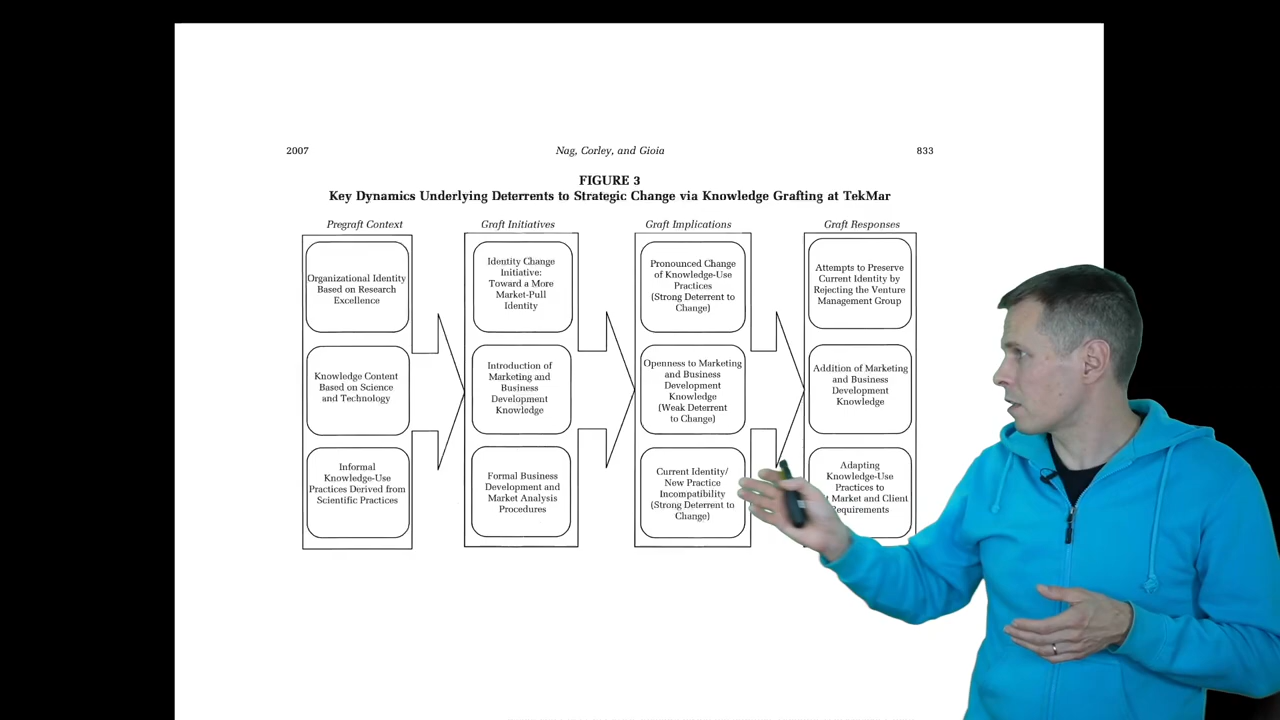 2007
Nag, Corley, and Gioia
833
FIGURE 3
Key Dynamics Underlying Deterrents to Strategic Change via Knowledge Grafting at TekMar
Pregraft Context
Organizational Identity
Based on Research
Excellence
Knowledge Content
Based on Science
and Technology
Informal
Knowledge-Use
Practices Derived from
Scientific Practices
Graft Initiatives
Identity Change
Initiative:
Toward a More
Market-Pull
Identity
Introduction of
Marketing and
Business
Development
Knowledge
Formal Business
Development and
Market Analysis
Procedures
Graft Implications
Pronounced Change
of Knowledge-Use
Practices
(Strong Deterrent to
Change)
Openness to Marketing
and Business
Development
Knowledge
(Weak Deterrent
to Change)
Current Identity/
New Practice
Incompatibility
(Strong Deterrent to
Change)
Graft Responses
Attempts to Preserve
Current Identity by
Rejecting the Venture
Management Group
Addition of Marketing
and Business
Development
Knowledge
Adapting
Knowledge-Use
Practices to
Market and Client
Requirements